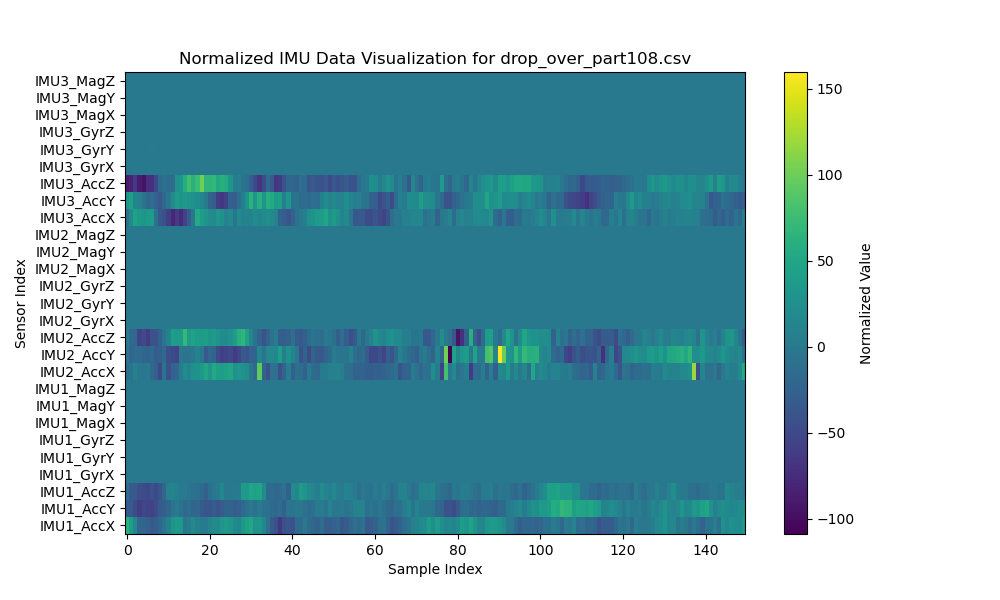 Normalized IMU Data Visualization for drop_over_part108.csv
IMU3_MagZ
IMU3_MagY
IMU3_MagX
IMU3_GyrZ
IMU3_GyrY
IMU3_GyrX
IMU3_AccZ
IMU3_AccY
IMU3_AccX
IMU2_MagZ
IMU2_MagY
IMU2_MagX
IMU2_GyrZ
IMU2_GyrY
IMU2_GyrX
IMU2_AccZ
IMU2_AccY
IMU2_AccX
IMU1_MagZ
IMU1_MagY
IMU1_MagX
IMU1_GyrZ
IMU1_GyrY
IMU1_GyrX
IMU1_AccZ
IMU1_AccY
IMU1_AccX
Sensor Index
0 20 40 60 80 100 120 140
Sample Index
150
100
50
0
−50
−100
Normalized Value